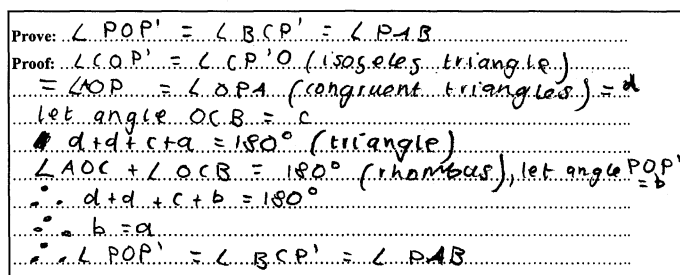 Prove: ∠ POP' = ∠ BCP' = ∠ PAB
Proof: ∠COP' = ∠CP'O (isoseles triangle)
= ∠AOP = ∠OPA (congruent triangles) = d
let angle OCB = c
d+d+c+a = 180° (triangle)
∠AOC + ∠OCB = 180° (rhombus), let angle POP' = b
∴ d+d+c+b = 180°
∴ b = a
∴ ∠ POP' = ∠ BCP' = ∠ PAB